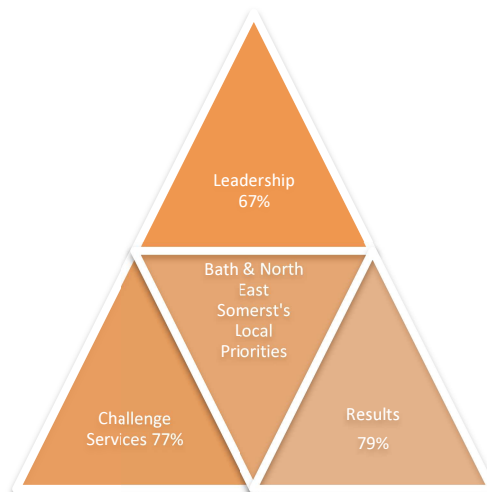 Leadership
67%
Bath & North
East
Somerst's
Local
Priorities
Challenge
Services 77%
Results
79%